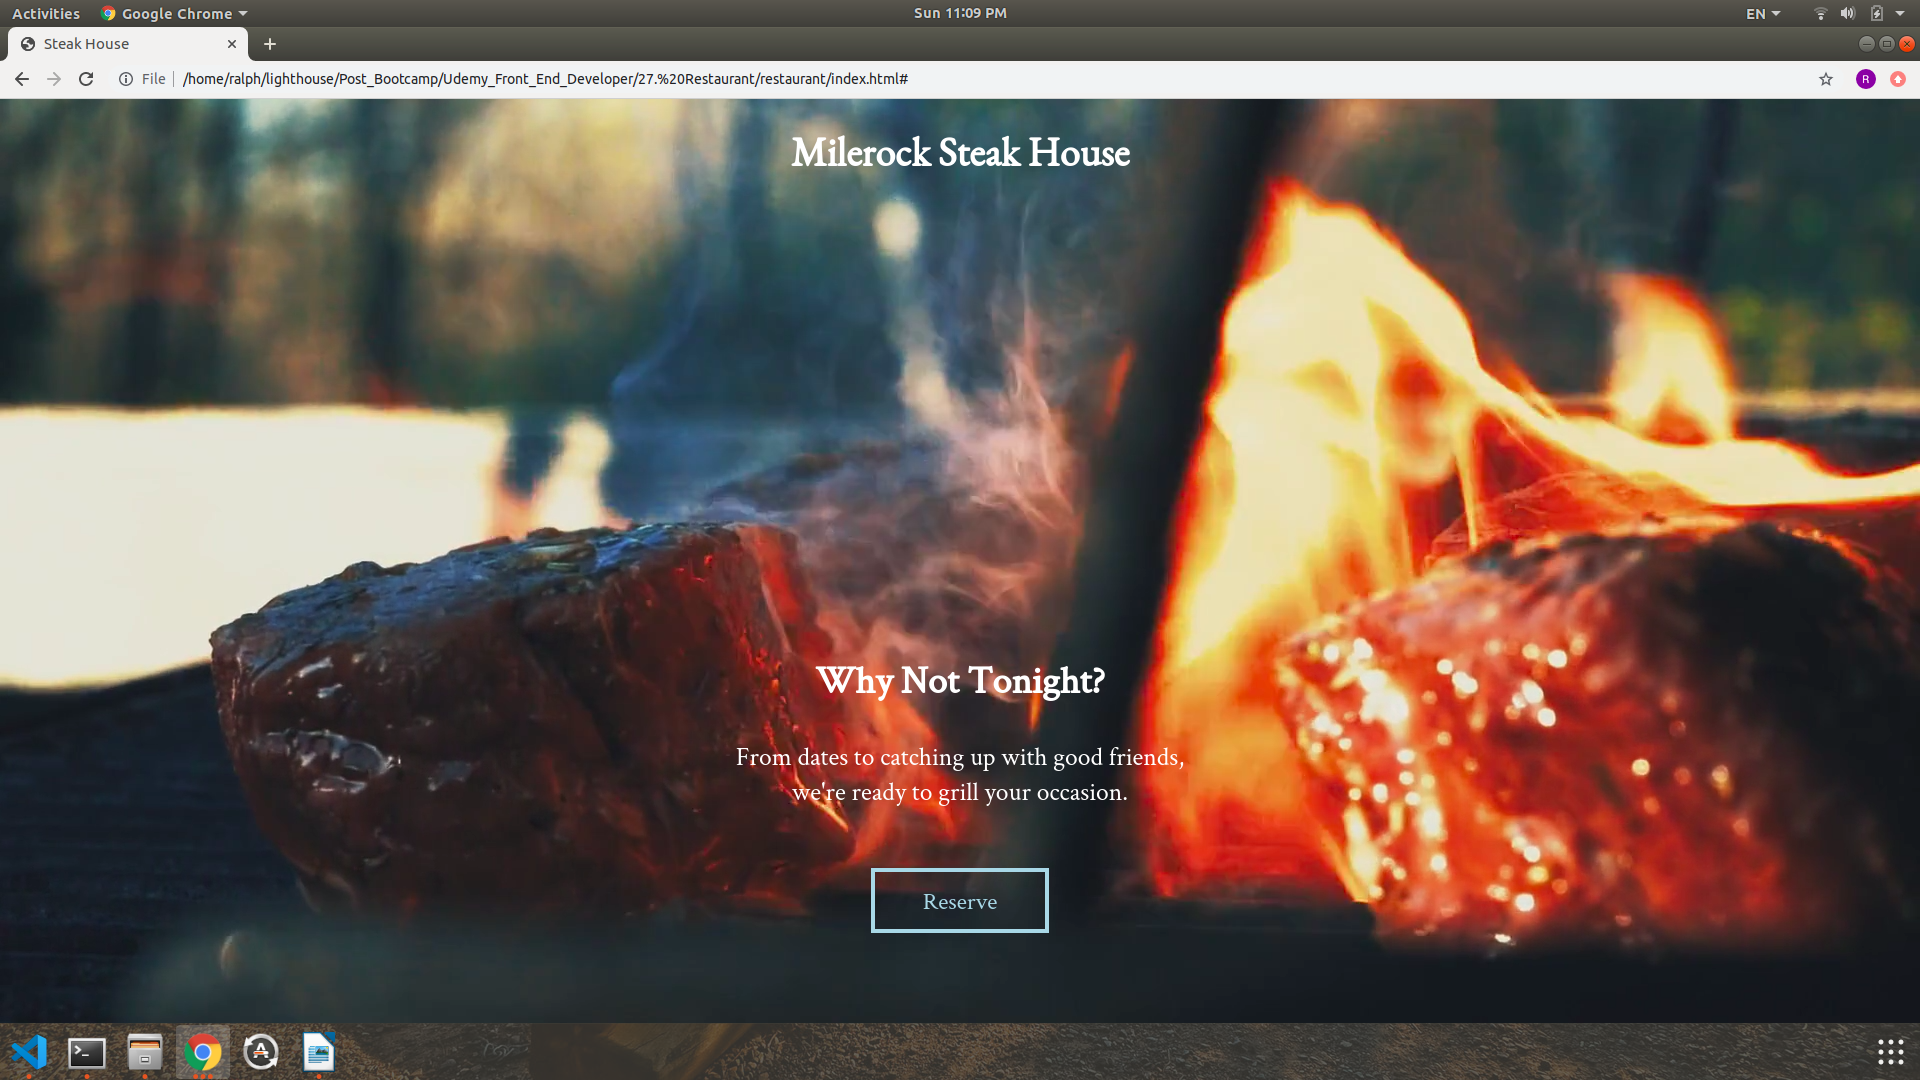 Activities
Google Chrome
Sun 11:09 PM
EN
Steak House
File
/home/ralph/lighthouse/Post_Bootcamp/Udemy_Front_End_Developer/27.%20Restaurant/restaurant/index.html#
R
Milerock Steak House
Why Not Tonight?
From dates to catching up with good friends,
we're ready to grill your occasion.
Reserve